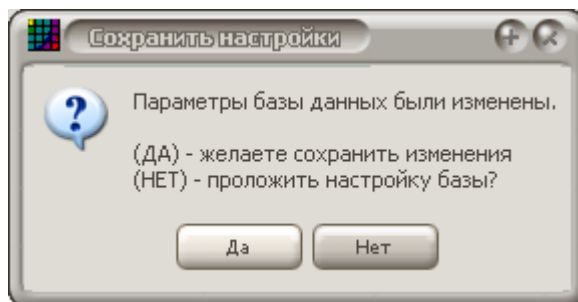 Сохранить настройки
Параметры базы данных были изменены.
(ДА) - желаете сохранить изменения
(НЕТ) - проложить настройку базы?
Да Нет